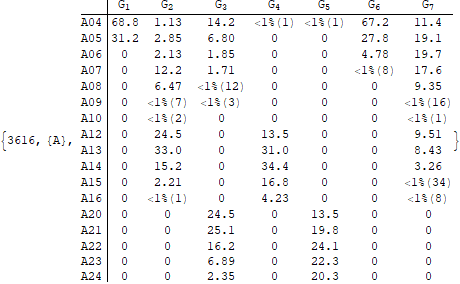 G1 G2 G3 G4 G5 G6 G7
A04 68.8 1.13 14.2 <1%(1) <1%(1) 67.2 11.4
A05 31.2 2.85 6.80 0 0 27.8 19.1
A06 0 2.13 1.85 0 0 4.78 19.7
A07 0 12.2 1.71 0 0 <1%(8) 17.6
A08 0 6.47 <1%(12) 0 0 0 9.35
A09 0 <1%(7) <1%(3) 0 0 0 <1%(16)
A10 0 <1%(2) 0 0 0 0 <1%(1)
{3616, {A}, A12 0 24.5 0 13.5 0 0 9.51 }
A13 0 33.0 0 31.0 0 0 8.43
A14 0 15.2 0 34.4 0 0 3.26
A15 0 2.21 0 16.8 0 0 <1%(34)
A16 0 <1%(1) 0 4.23 0 0 <1%(8)
A20 0 0 24.5 0 13.5 0 0
A21 0 0 25.1 0 19.8 0 0
A22 0 0 16.2 0 24.1 0 0
A23 0 0 6.89 0 22.3 0 0
A24 0 0 2.35 0 20.3 0 0